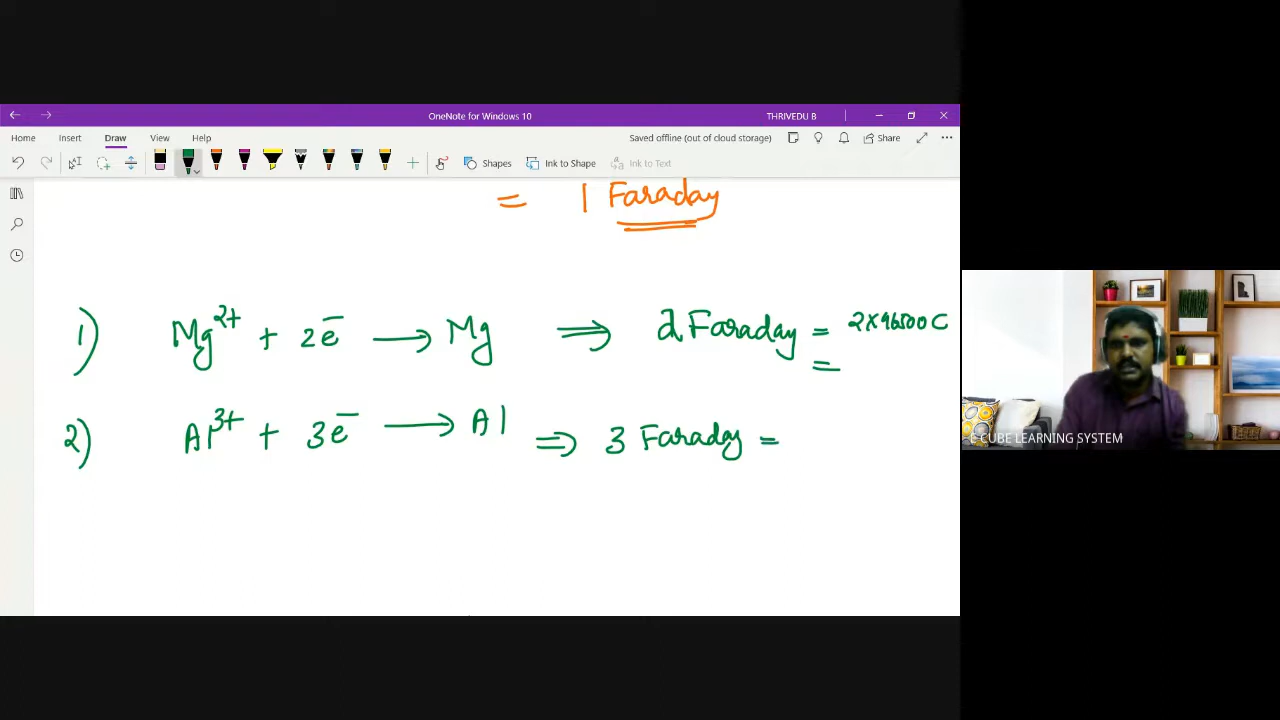 OneNote for Windows 10
THRIVEDU B
Home Insert Draw View Help
Saved offline (out of cloud storage)
Share
Shapes
Ink to Shape
Ink to Text
= 1 Faraday
1) Mg²⁺ + 2e̅ ⟶ Mg ⟹ 2 Faraday = 2X96500 C
=
2) Al³⁺ + 3e̅ ⟶ Al ⟹ 3 Faraday =
C CUBE LEARNING SYSTEM